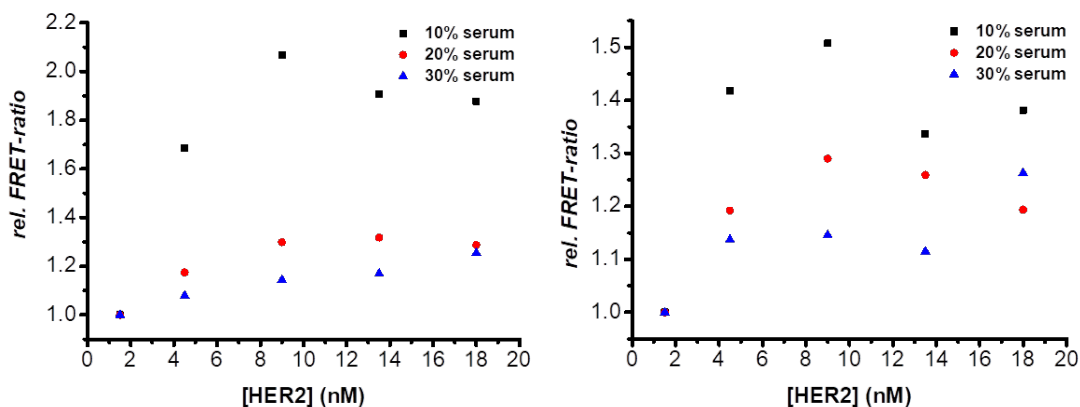 rel. FRET-ratio
2.2
2.0
1.8
1.6
1.4
1.2
1.0
10% serum
20% serum
30% serum
0 2 4 6 8 10 12 14 16 18 20
[HER2] (nM)
rel. FRET-ratio
1.5
1.4
1.3
1.2
1.1
1.0
10% serum
20% serum
30% serum
0 2 4 6 8 10 12 14 16 18 20
[HER2] (nM)